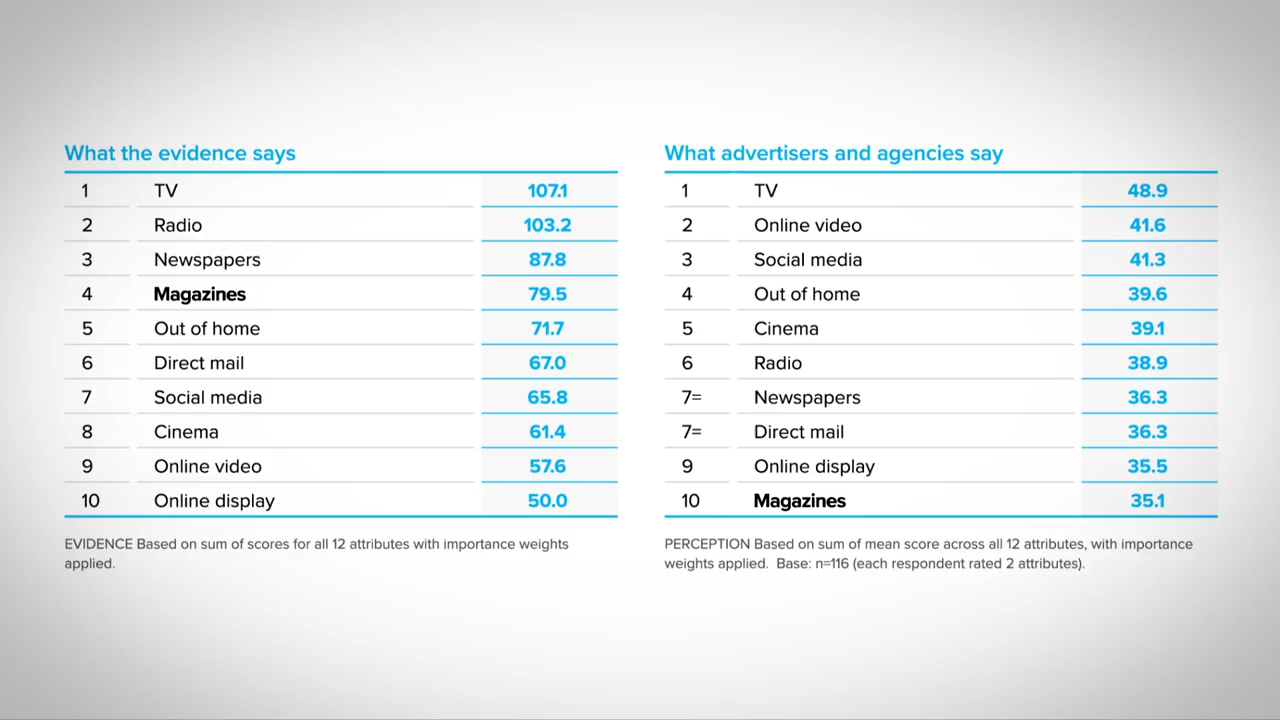 What the evidence says
1 TV 107.1
2 Radio 103.2
3 Newspapers 87.8
4 Magazines 79.5
5 Out of home 71.7
6 Direct mail 67.0
7 Social media 65.8
8 Cinema 61.4
9 Online video 57.6
10 Online display 50.0
EVIDENCE Based on sum of scores for all 12 attributes with importance weights
applied.
What advertisers and agencies say
1 TV 48.9
2 Online video 41.6
3 Social media 41.3
4 Out of home 39.6
5 Cinema 39.1
6 Radio 38.9
7= Newspapers 36.3
7= Direct mail 36.3
9 Online display 35.5
10 Magazines 35.1
PERCEPTION Based on sum of mean score across all 12 attributes, with importance
weights applied. Base: n=116 (each respondent rated 2 attributes).